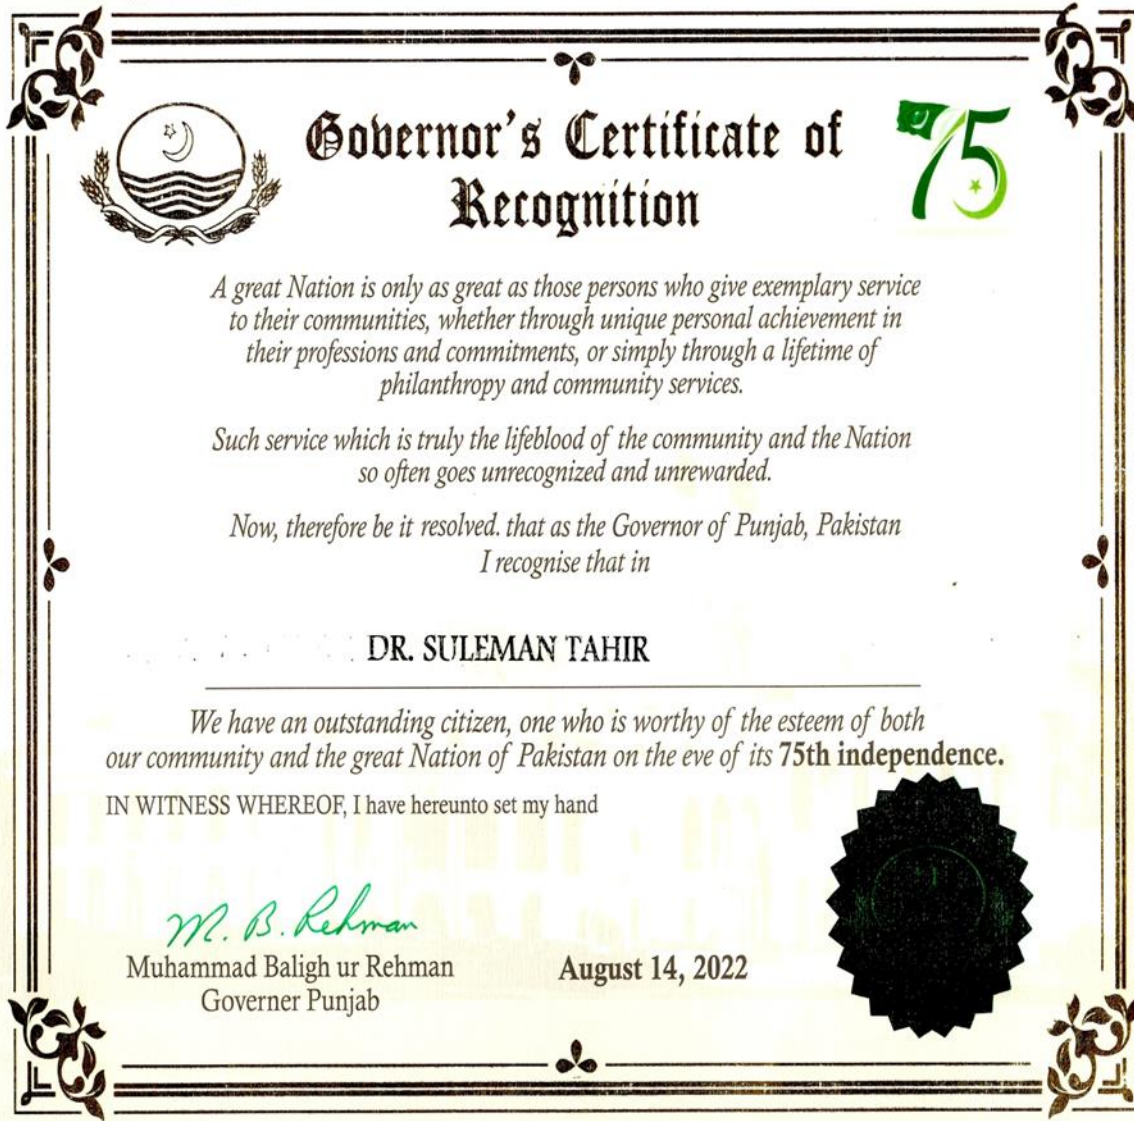 Governor's Certificate of
Recognition
75
A great Nation is only as great as those persons who give exemplary service
to their communities, whether through unique personal achievement in
their professions and commitments, or simply through a lifetime of
philanthropy and community services.
Such service which is truly the lifeblood of the community and the Nation
so often goes unrecognized and unrewarded.
Now, therefore be it resolved. that as the Governor of Punjab, Pakistan
I recognise that in
DR. SULEMAN TAHIR
We have an outstanding citizen, one who is worthy of the esteem of both
our community and the great Nation of Pakistan on the eve of its 75th independence.
IN WITNESS WHEREOF, I have hereunto set my hand
M. B. Rehman
Muhammad Baligh ur Rehman
Governer Punjab
August 14, 2022